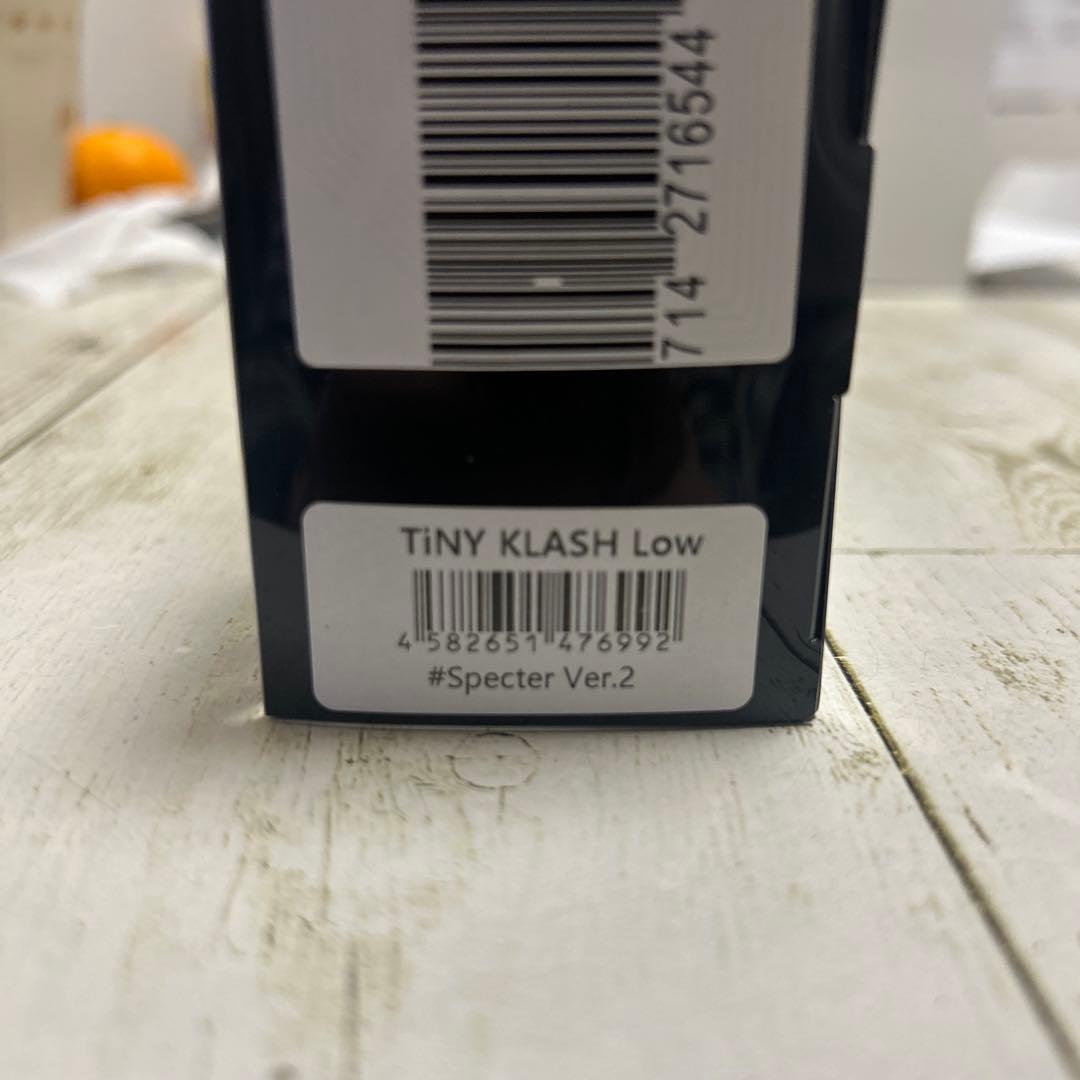 714 2716544
TiNY KLASH Low
4 582651 476992
#Specter Ver.2